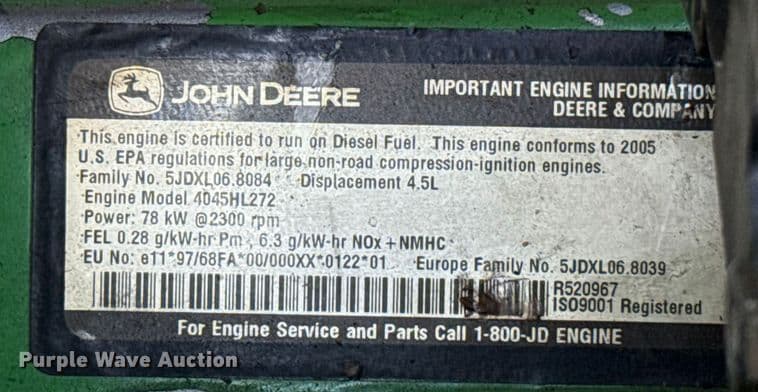 JOHN DEERE
IMPORTANT ENGINE INFORMATION
DEERE & COMPANY
This engine is certified to run on Diesel Fuel. This engine conforms to 2005
U.S. EPA regulations for large non-road compression-ignition engines.
Family No. 5JDXL06.8084 Displacement 4.5L
Engine Model 4045HL272
Power: 78 kW @2300 rpm
FEL 0.28 g/kW-hr Pm , 6.3 g/kW-hr NOx + NMHC
EU No: e11*97/68FA*00/000XX*0122*01 Europe Family No. 5JDXL06.8039
R520967
ISO9001 Registered
For Engine Service and Parts Call 1-800-JD ENGINE
Purple Wave Auction